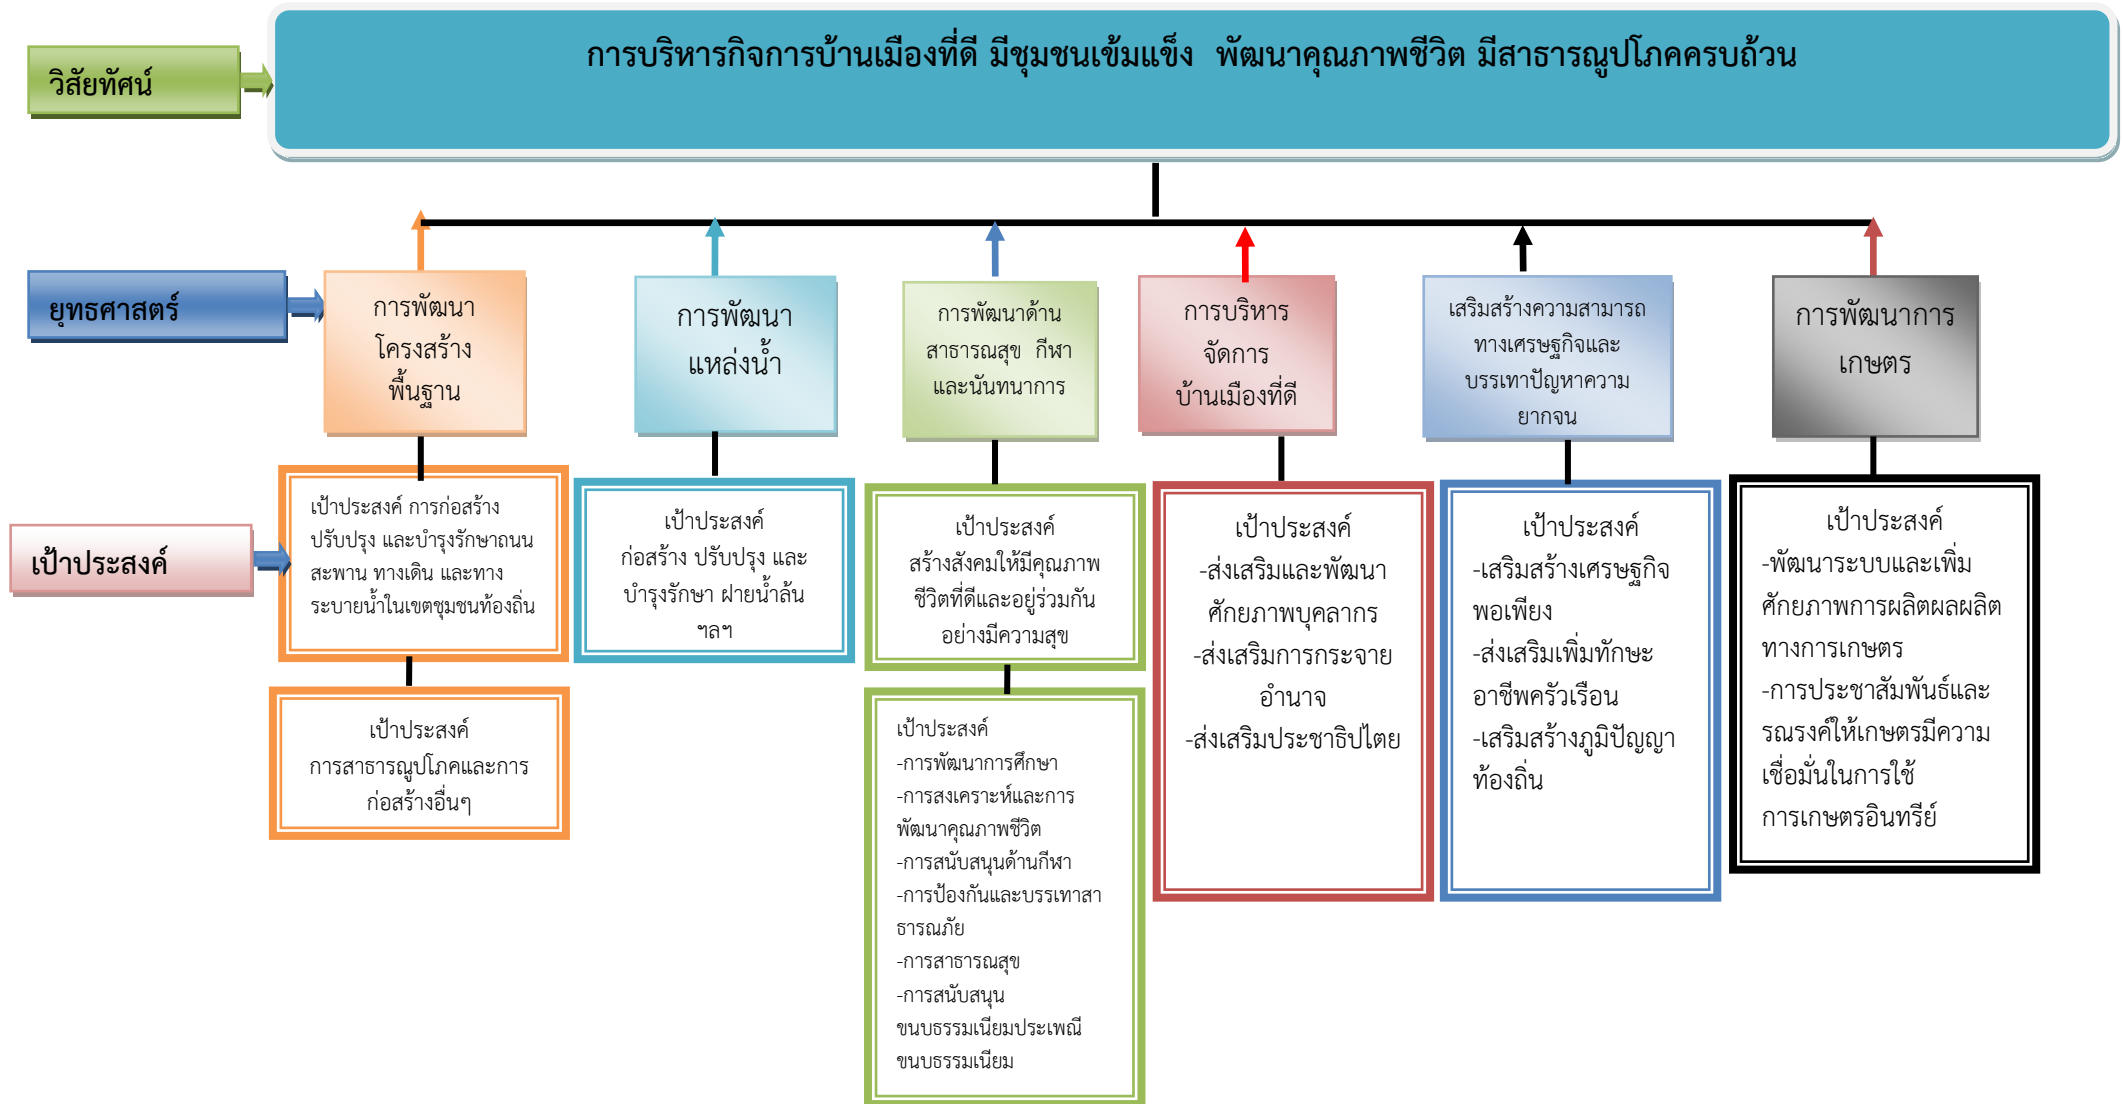 วิสัยทัศน์
การบริหารกิจการบ้านเมืองที่ดี มีชุมชนเข้มแข็ง  พัฒนาคุณภาพชีวิต มีสาธารณูปโภคครบถ้วน
ยุทธศาสตร์
การพัฒนา
โครงสร้าง
พื้นฐาน
การพัฒนา
แหล่งน้ำ
การพัฒนาด้าน
สาธารณสุข  กีฬา
และนันทนาการ
การบริหาร
จัดการ
บ้านเมืองที่ดี
เสริมสร้างความสามารถ
ทางเศรษฐกิจและ
บรรเทาปัญหาความ
ยากจน
การพัฒนาการ
เกษตร
เป้าประสงค์
เป้าประสงค์ การก่อสร้าง
ปรับปรุง และบำรุงรักษาถนน
สะพาน ทางเดิน และทาง
ระบายน้ำในเขตชุมชนท้องถิ่น
เป้าประสงค์
การสาธารณูปโภคและการ
ก่อสร้างอื่นๆ
เป้าประสงค์
ก่อสร้าง ปรับปรุง และ
บำรุงรักษา ฝายน้ำล้น
ฯลฯ
เป้าประสงค์
สร้างสังคมให้มีคุณภาพ
ชีวิตที่ดีและอยู่ร่วมกัน
อย่างมีความสุข
เป้าประสงค์
-การพัฒนาการศึกษา
-การสงเคราะห์และการ
พัฒนาคุณภาพชีวิต
-การสนับสนุนด้านกีฬา
-การป้องกันและบรรเทาสา
ธารณภัย
-การสาธารณสุข
-การสนับสนุน
ขนบธรรมเนียมประเพณี
ขนบธรรมเนียม
เป้าประสงค์
-ส่งเสริมและพัฒนา
ศักยภาพบุคลากร
-ส่งเสริมการกระจาย
อำนาจ
-ส่งเสริมประชาธิปไตย
เป้าประสงค์
-เสริมสร้างเศรษฐกิจ
พอเพียง
-ส่งเสริมเพิ่มทักษะ
อาชีพครัวเรือน
-เสริมสร้างภูมิปัญญา
ท้องถิ่น
เป้าประสงค์
-พัฒนาระบบและเพิ่ม
ศักยภาพการผลิตผลผลิต
ทางการเกษตร
-การประชาสัมพันธ์และ
รณรงค์ให้เกษตรมีความ
เชื่อมั่นในการใช้
การเกษตรอินทรีย์